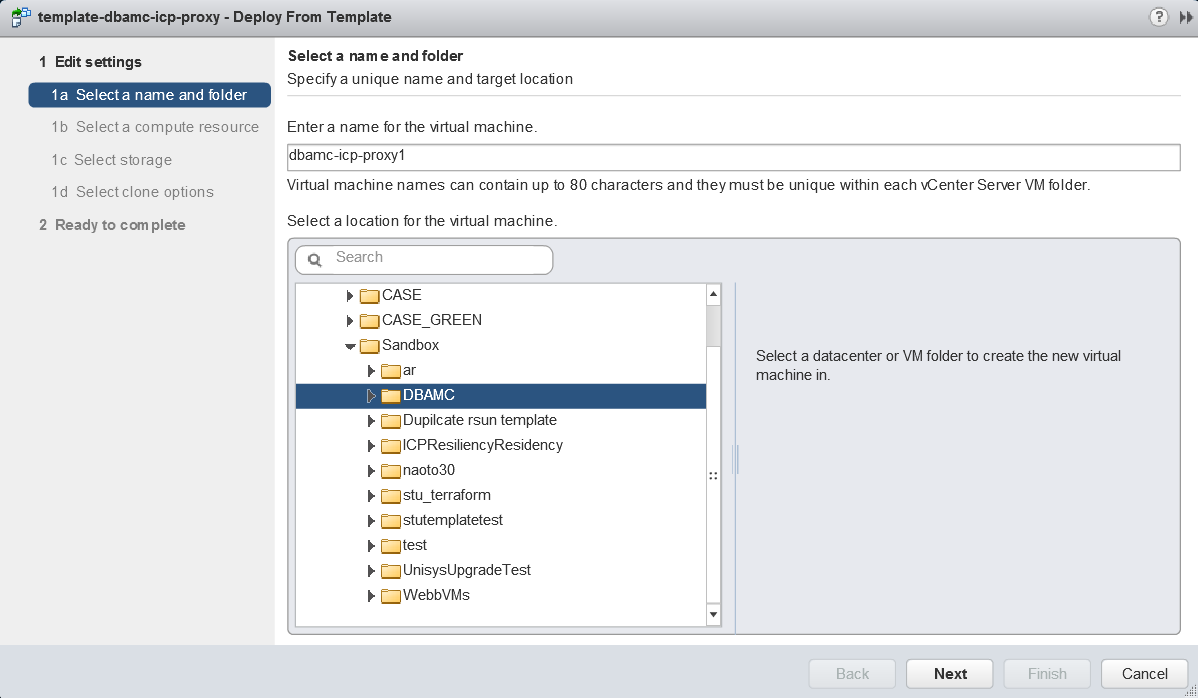 template-dbamc-icp-proxy - Deploy From Template
?
1 Edit settings
1a Select a name and folder
1b Select a compute resource
1c Select storage
1d Select clone options
2 Ready to complete
Select a name and folder
Specify a unique name and target location
Enter a name for the virtual machine.
dbamc-icp-proxy1
Virtual machine names can contain up to 80 characters and they must be unique within each vCenter Server VM folder.
Select a location for the virtual machine.
Search
CASE
CASE_GREEN
Sandbox
ar
DBAMC
Dupilcate rsun template
ICPResiliencyResidency
naoto30
stu_terraform
stutemplatetest
test
UnisysUpgradeTest
WebbVMs
Select a datacenter or VM folder to create the new virtual
machine in.
Back Next Finish Cancel